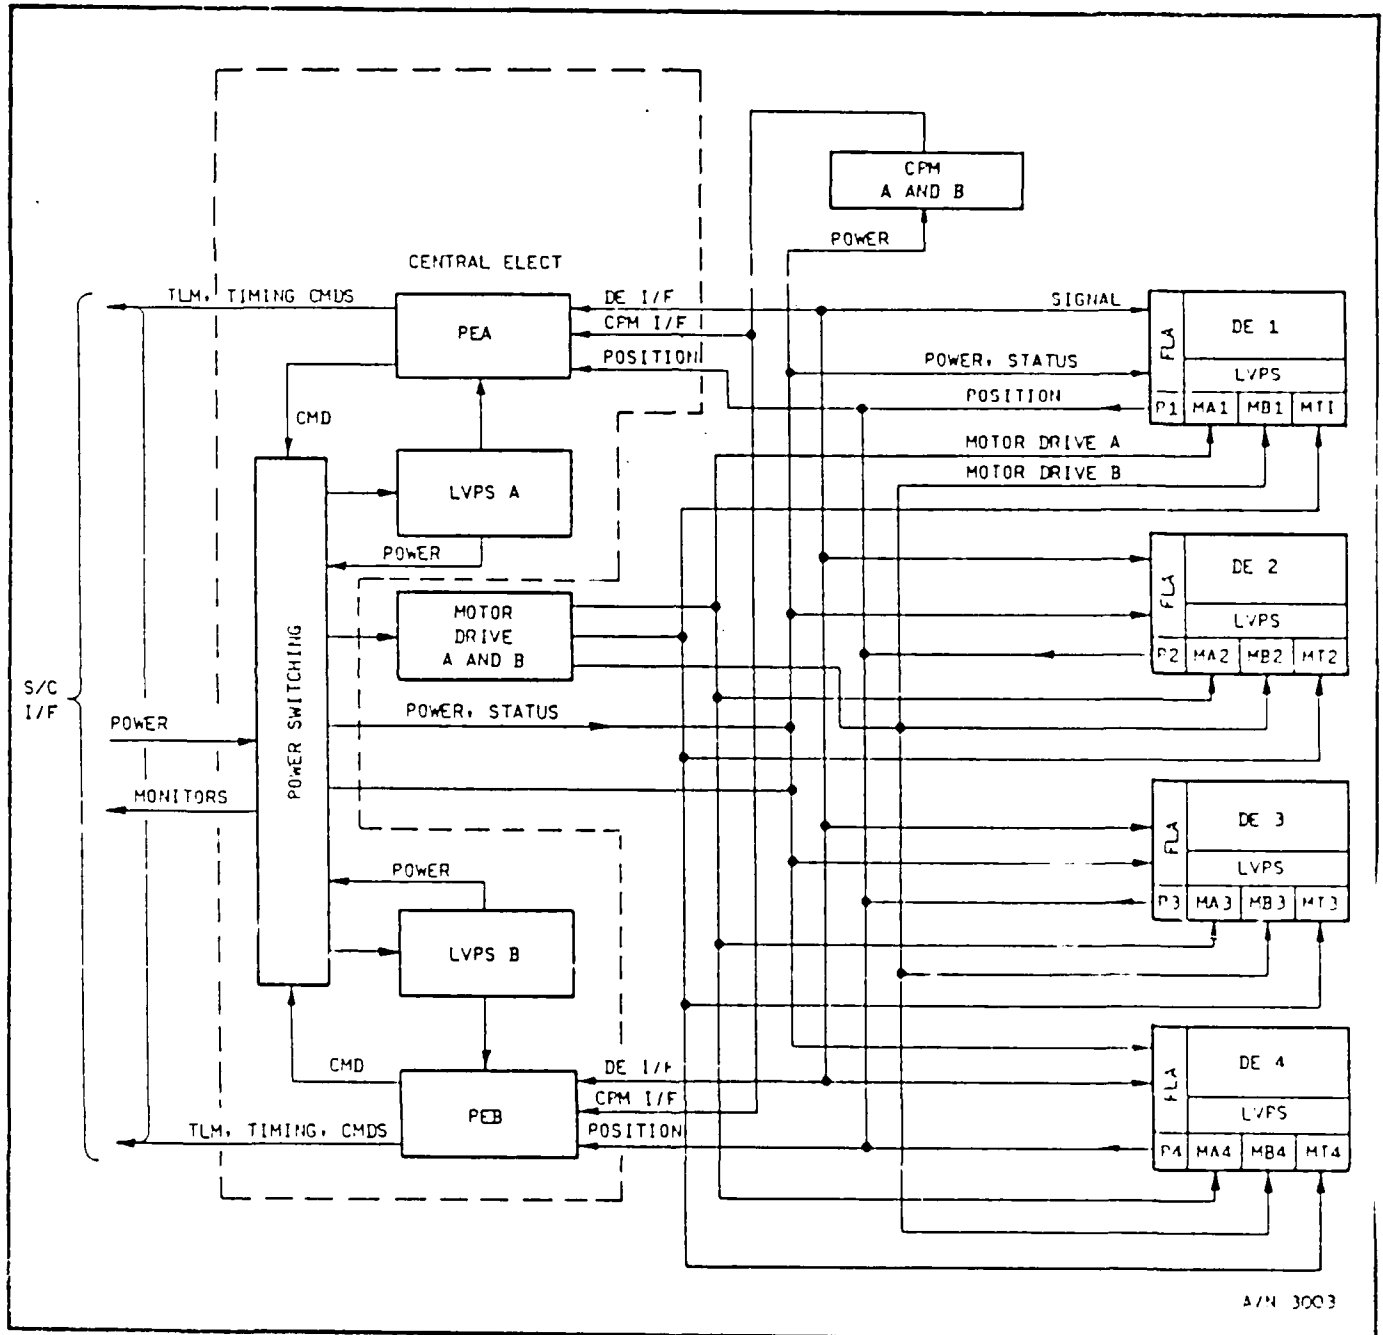 CPM
A AND B
POWER
CENTRAL ELECT
TLM, TIMING CMDS
PEA
DE I/F
CPM I/F
POSITION
SIGNAL
POWER, STATUS
POSITION
FLA
DE 1
LVPS
P1
MA1
MB1
MT1
CMD
MOTOR DRIVE A
MOTOR DRIVE B
LVPS A
POWER
MOTOR
DRIVE
A AND B
FLA
DE 2
LVPS
P2
MA2
MB2
MT2
S/C
I/F
POWER
POWER SWITCHING
POWER, STATUS
MONITORS
FLA
DE 3
LVPS
P3
MA3
MB3
MT3
POWER
LVPS B
CMD
PEB
DE I/F
CPM I/F
POSITION
TLM, TIMING, CMDS
FLA
DE 4
LVPS
P4
MA4
MB4
MT4
A/N 3003